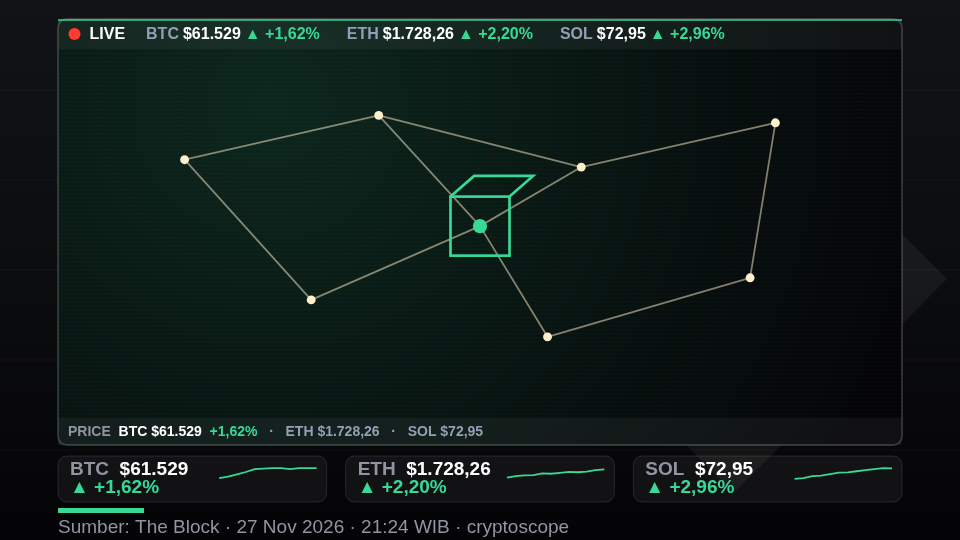 LIVE BTC $61.529 ▲ +1,62% ETH $1.728,26 ▲ +2,20% SOL $72,95 ▲ +2,96%
PRICE BTC $61.529 +1,62% · ETH $1.728,26 · SOL $72,95
BTC $61.529
▲ +1,62%
ETH $1.728,26
▲ +2,20%
SOL $72,95
▲ +2,96%
Sumber: The Block · 27 Nov 2026 · 21:24 WIB · cryptoscope